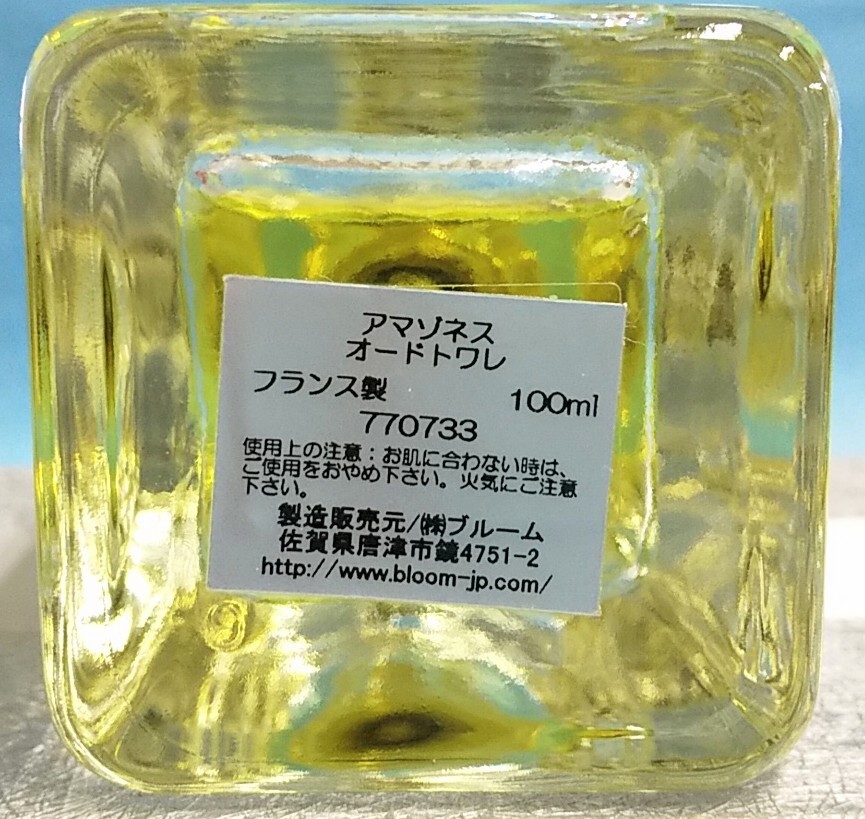 アマゾネス
オードトワレ
フランス製 100ml
770733
使用上の注意：お肌に合わない時は、
ご使用をおやめ下さい。火気にご注意
下さい。
製造販売元/㈱ブルーム
佐賀県唐津市鏡4751-2
http://www.bloom-jp.com/